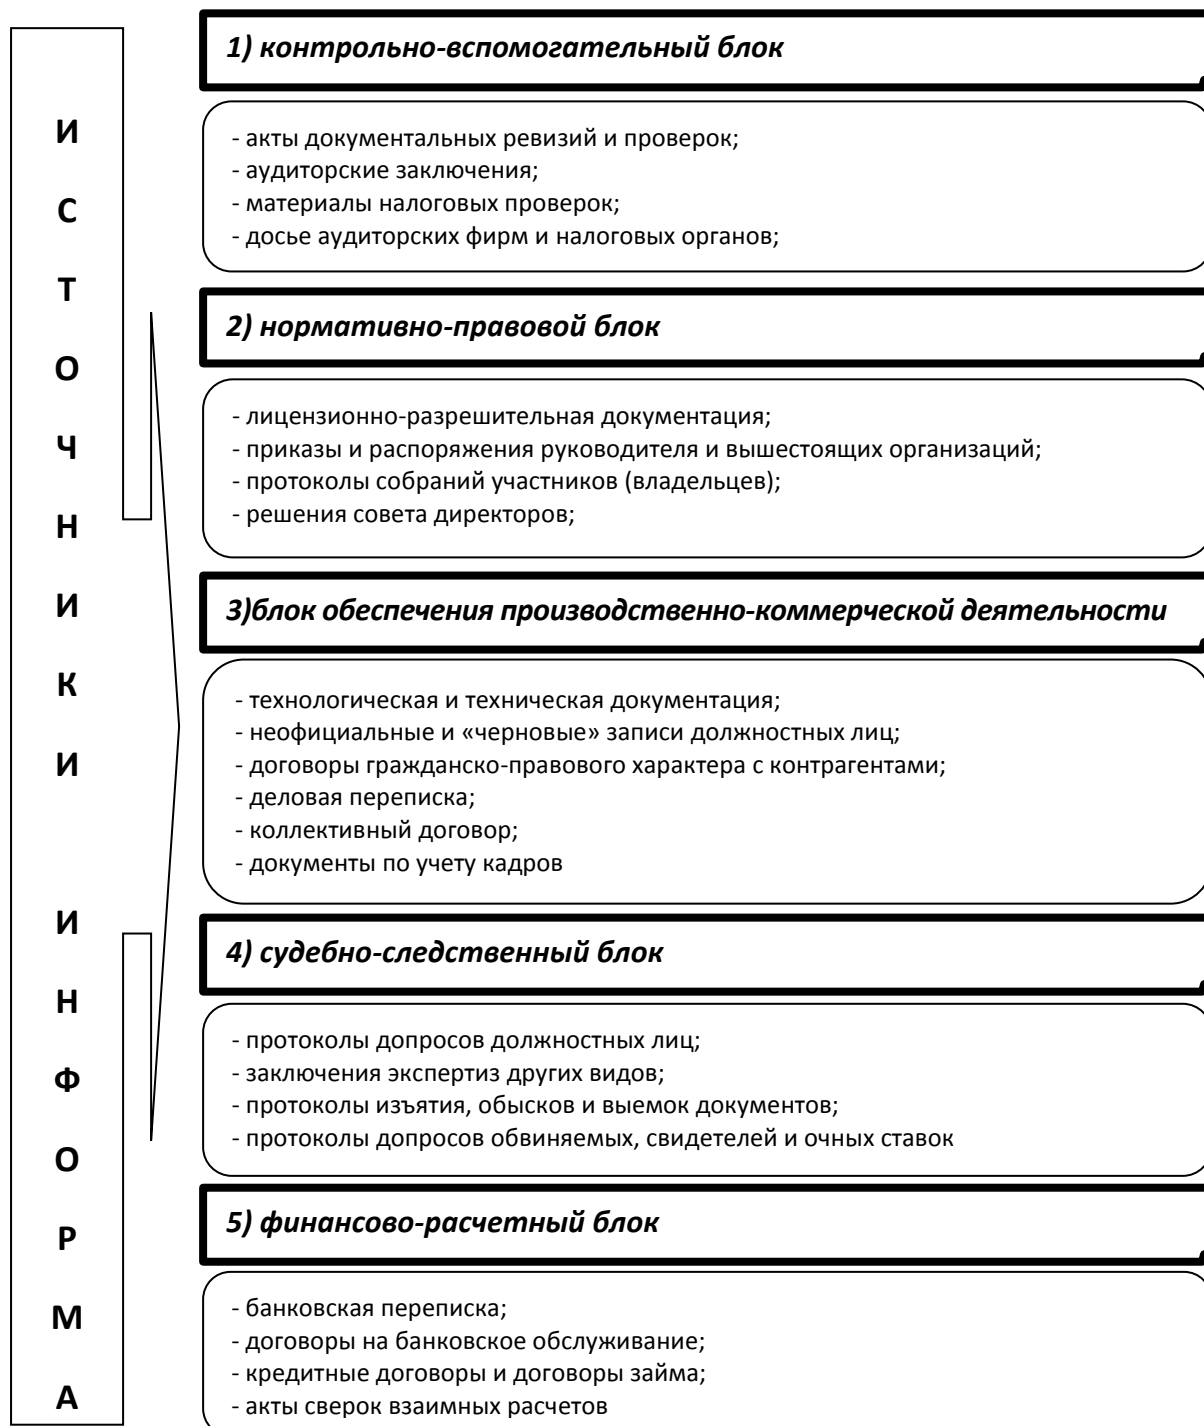 И
С
Т
О
Ч
Н
И
К
И
И
Н
Ф
О
Р
М
А
1) контрольно-вспомогательный блок
- акты документальных ревизий и проверок;
- аудиторские заключения;
- материалы налоговых проверок;
- досье аудиторских фирм и налоговых органов;
2) нормативно-правовой блок
- лицензионно-разрешительная документация;
- приказы и распоряжения руководителя и вышестоящих организаций;
- протоколы собраний участников (владельцев);
- решения совета директоров;
3)блок обеспечения производственно-коммерческой деятельности
- технологическая и техническая документация;
- неофициальные и «черновые» записи должностных лиц;
- договоры гражданско-правового характера с контрагентами;
- деловая переписка;
- коллективный договор;
- документы по учету кадров
4) судебно-следственный блок
- протоколы допросов должностных лиц;
- заключения экспертиз других видов;
- протоколы изъятия, обысков и выемок документов;
- протоколы допросов обвиняемых, свидетелей и очных ставок
5) финансово-расчетный блок
- банковская переписка;
- договоры на банковское обслуживание;
- кредитные договоры и договоры займа;
- акты сверок взаимных расчетов